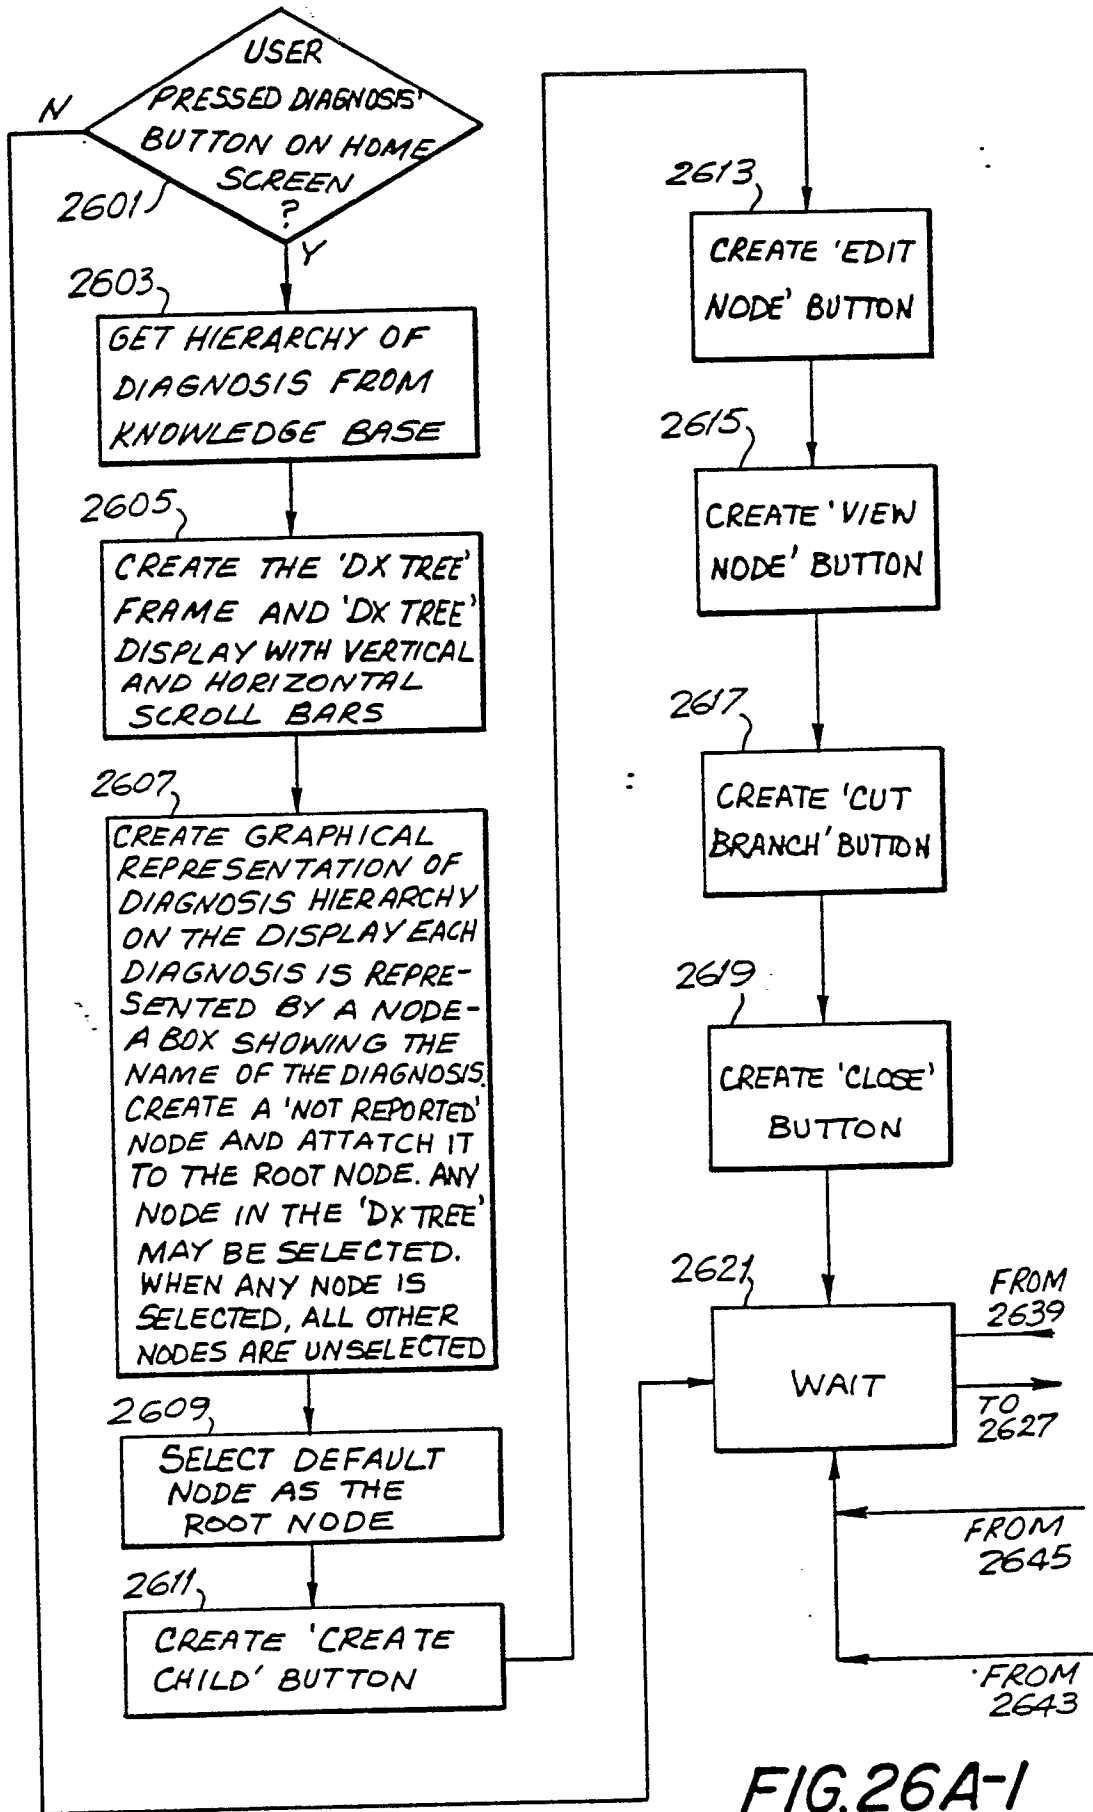 USER
PRESSED DIAGNOSIS'
BUTTON ON HOME
SCREEN
?
N
2601
Y
2603
GET HIERARCHY OF
DIAGNOSIS FROM
KNOWLEDGE BASE
2605
CREATE THE 'DX TREE'
FRAME AND 'DX TREE'
DISPLAY WITH VERTICAL
AND HORIZONTAL
SCROLL BARS
2607
CREATE GRAPHICAL
REPRESENTATION OF
DIAGNOSIS HIERARCHY
ON THE DISPLAY EACH
DIAGNOSIS IS REPRE-
SENTED BY A NODE-
A BOX SHOWING THE
NAME OF THE DIAGNOSIS.
CREATE A 'NOT REPORTED'
NODE AND ATTATCH IT
TO THE ROOT NODE. ANY
NODE IN THE 'DX TREE'
MAY BE SELECTED.
WHEN ANY NODE IS
SELECTED, ALL OTHER
NODES ARE UNSELECTED
2609
SELECT DEFAULT
NODE AS THE
ROOT NODE
2611
CREATE 'CREATE
CHILD' BUTTON
2613
CREATE 'EDIT
NODE' BUTTON
2615
CREATE 'VIEW
NODE' BUTTON
2617
CREATE 'CUT
BRANCH' BUTTON
2619
CREATE 'CLOSE'
BUTTON
2621
WAIT
FROM
2639
TO
2627
FROM
2645
FROM
2643
FIG. 26A-1